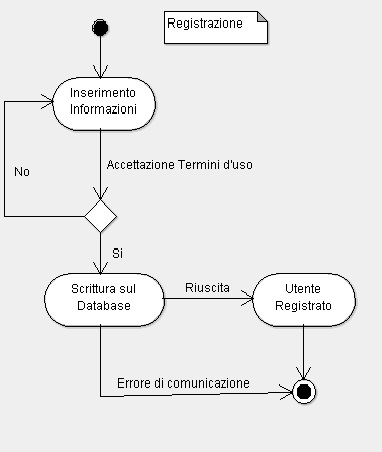 Registrazione
Inserimento
Informazioni
Accettazione Termini d'uso
No
Si
Scrittura sul
Database
Riuscita
Utente
Registrato
Errore di comunicazione